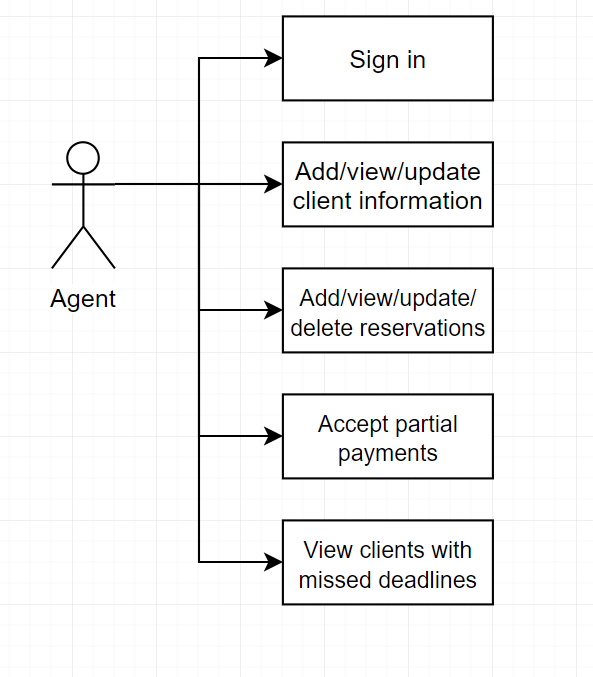 Sign in
Add/view/update
client information
Agent
Add/view/update/
delete reservations
Accept partial
payments
View clients with
missed deadlines